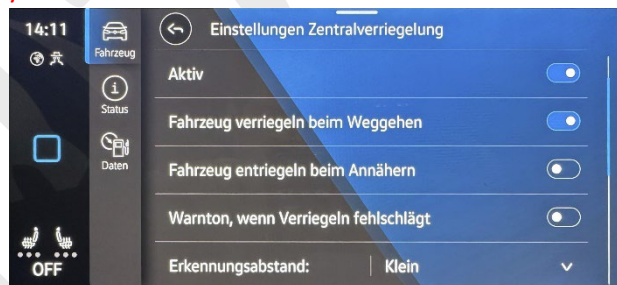 14:11
Fahrzeug
Status
Daten
OFF
Einstellungen Zentralverriegelung
Aktiv
Fahrzeug verriegeln beim Weggehen
Fahrzeug entriegeln beim Annähern
Warnton, wenn Verriegeln fehlschlägt
Erkennungsabstand: Klein